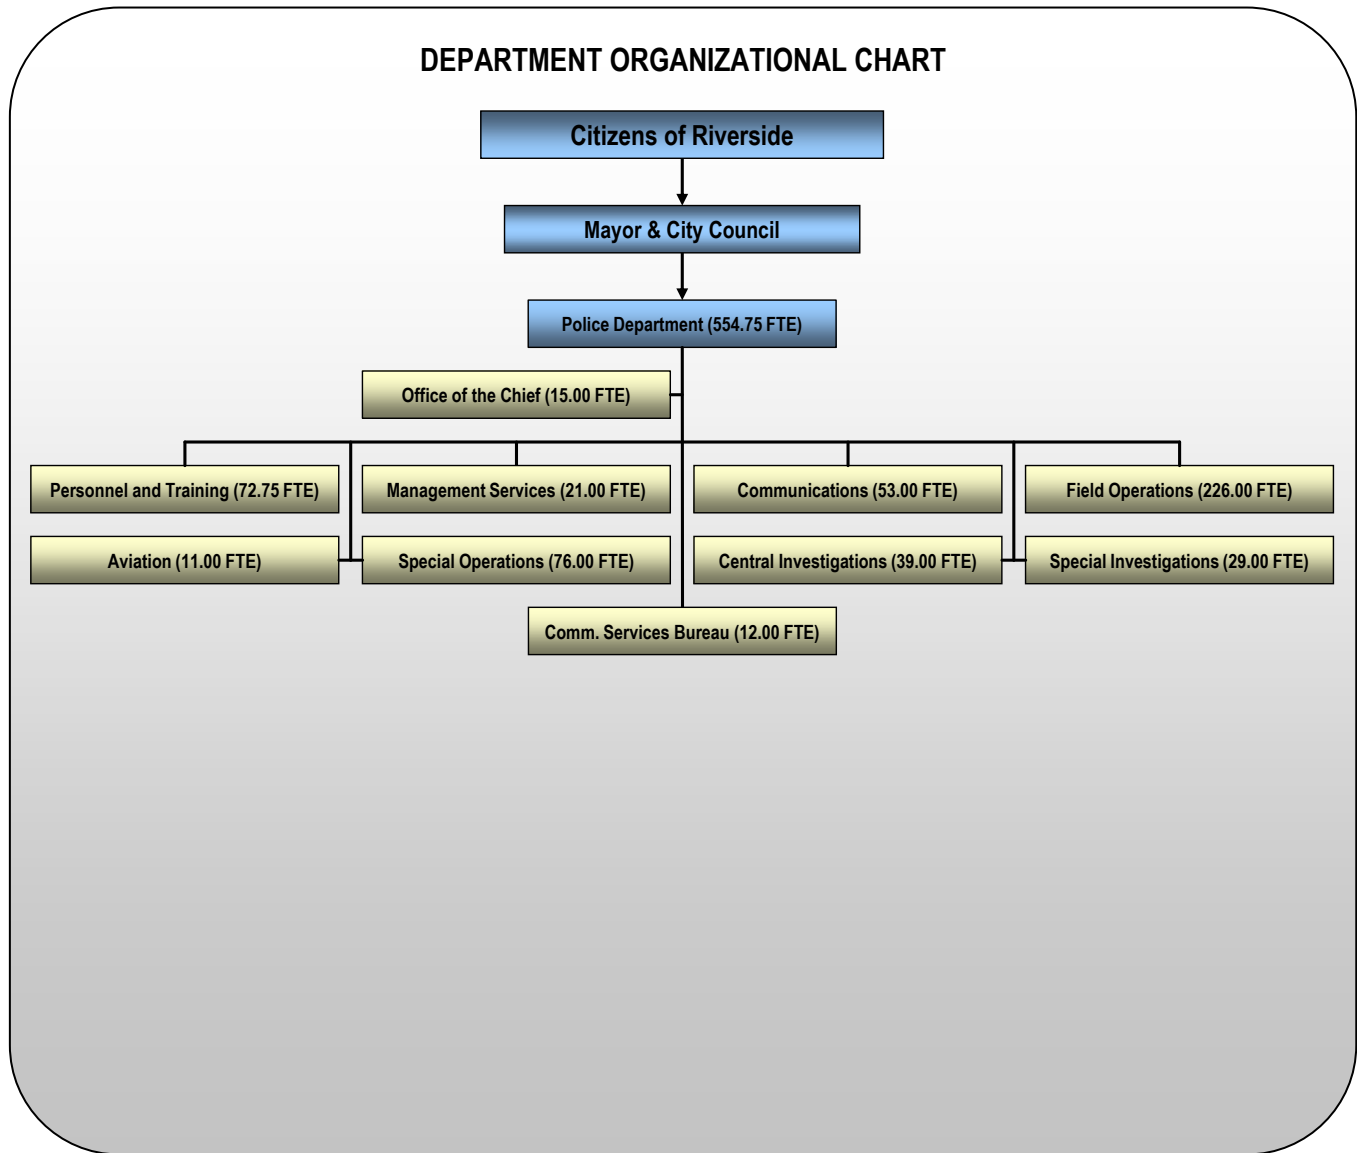 DEPARTMENT ORGANIZATIONAL CHART
Citizens of Riverside
Mayor & City Council
Police Department (554.75 FTE)
Office of the Chief (15.00 FTE)
Personnel and Training (72.75 FTE)
Management Services (21.00 FTE)
Communications (53.00 FTE)
Field Operations (226.00 FTE)
Aviation (11.00 FTE)
Special Operations (76.00 FTE)
Central Investigations (39.00 FTE)
Special Investigations (29.00 FTE)
Comm. Services Bureau (12.00 FTE)